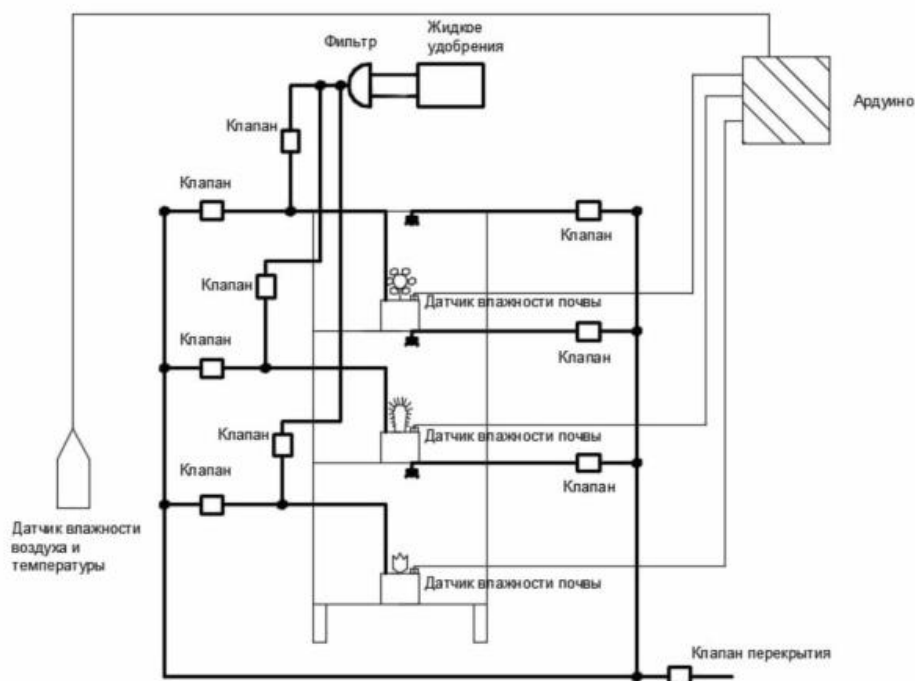 Жидкое
удобрения
Фильтр
Ардуино
Клапан
Клапан
Клапан
Клапан
Датчик влажности почвы
Клапан
Клапан
Датчик влажности почвы
Клапан
Клапан
Клапан
Датчик влажности
воздуха и
температуры
Датчик влажности почвы
Клапан перекрытия